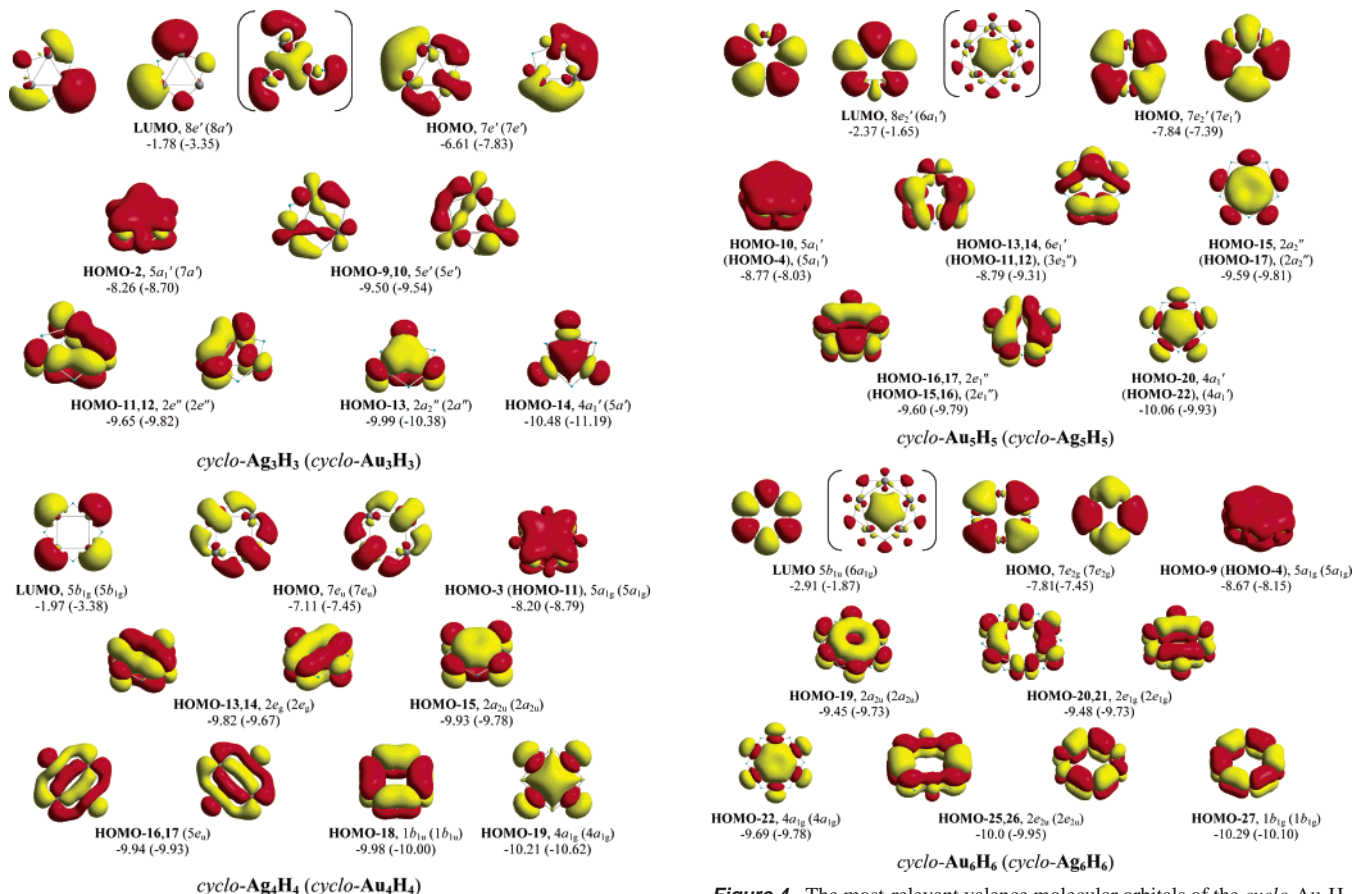 LUMO, 8e′ (8a′)
-1.78 (-3.35)
HOMO, 7e′ (7e′)
-6.61 (-7.83)
HOMO-2, 5a₁′ (7a′)
-8.26 (-8.70)
HOMO-9,10, 5e′ (5e′)
-9.50 (-9.54)
HOMO-11,12, 2e″ (2e″)
-9.65 (-9.82)
HOMO-13, 2a₂″ (2a″)
-9.99 (-10.38)
HOMO-14, 4a₁′ (5a′)
-10.48 (-11.19)
cyclo-Ag₃H₃ (cyclo-Au₃H₃)
LUMO, 5b₁g (5b₁g)
-1.97 (-3.38)
HOMO, 7eᵤ (7eᵤ)
-7.11 (-7.45)
HOMO-3 (HOMO-11), 5a₁g (5a₁g)
-8.20 (-8.79)
HOMO-13,14, 2eg (2eg)
-9.82 (-9.67)
HOMO-15, 2a₂ᵤ (2a₂ᵤ)
-9.93 (-9.78)
HOMO-16,17 (5eᵤ)
-9.94 (-9.93)
HOMO-18, 1b₁ᵤ (1b₁ᵤ)
-9.98 (-10.00)
HOMO-19, 4a₁g (4a₁g)
-10.21 (-10.62)
cyclo-Ag₄H₄ (cyclo-Au₄H₄)
LUMO, 8e₂′ (6a₁′)
-2.37 (-1.65)
HOMO, 7e₂′ (7e₁′)
-7.84 (-7.39)
HOMO-10, 5a₁′
(HOMO-4), (5a₁′)
-8.77 (-8.03)
HOMO-13,14, 6e₁′
(HOMO-11,12), (3e₂″)
-8.79 (-9.31)
HOMO-15, 2a₂″
(HOMO-17), (2a₂″)
-9.59 (-9.81)
HOMO-16,17, 2e₁″
(HOMO-15,16), (2e₁″)
-9.60 (-9.79)
HOMO-20, 4a₁′
(HOMO-22), (4a₁′)
-10.06 (-9.93)
cyclo-Au₅H₅ (cyclo-Ag₅H₅)
LUMO 5b₁ᵤ (6a₁g)
-2.91 (-1.87)
HOMO, 7e₂g (7e₂g)
-7.81(-7.45)
HOMO-9 (HOMO-4), 5a₁g (5a₁g)
-8.67 (-8.15)
HOMO-19, 2a₂ᵤ (2a₂ᵤ)
-9.45 (-9.73)
HOMO-20,21, 2e₁g (2e₁g)
-9.48 (-9.73)
HOMO-22, 4a₁g (4a₁g)
-9.69 (-9.78)
HOMO-25,26, 2e₂ᵤ (2e₂ᵤ)
-10.0 (-9.95)
HOMO-27, 1b₁g (1b₁g)
-10.29 (-10.10)
cyclo-Au₆H₆ (cyclo-Ag₆H₆)